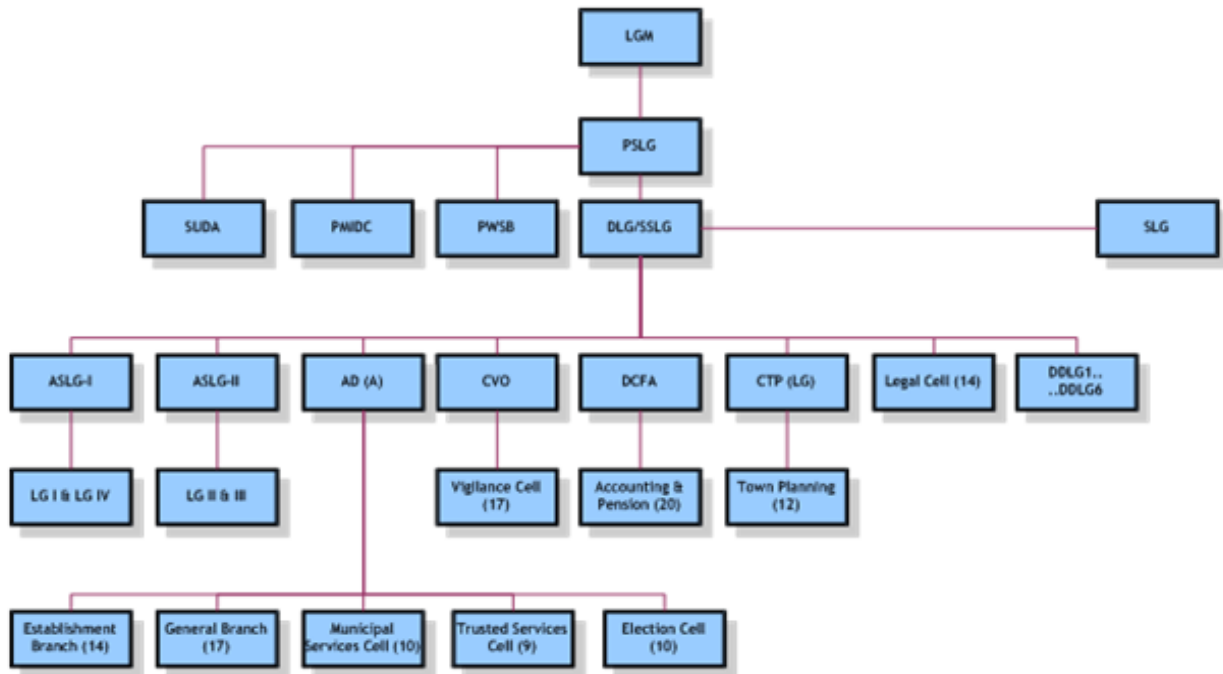 LGM
PSLG
SUDA
PMIDC
PWSB
DLG/SSLG
SLG
ASLG-I
ASLG-II
AD (A)
CVO
DCFA
CTP (LG)
Legal Cell (14)
DDLG1..
..DDLG6
LG I & LG IV
LG II & III
Vigilance Cell
(17)
Accounting &
Pension (20)
Town Planning
(12)
Establishment
Branch (14)
General Branch
(17)
Municipal
Services Cell (10)
Trusted Services
Cell (9)
Election Cell
(10)